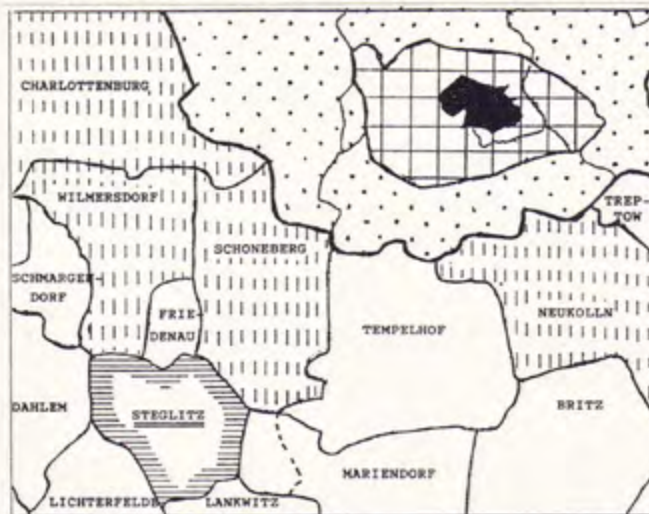 CHARLOTTENBURG
WILMERSDORF
TREP-
TOW
SCHONEBERG
SCHMARGEN-
DORF
FRIE-
DENAU
TEMPELHOF
NEUKOLLN
DAHLEM
STEGLITZ
BRITZ
MARIENDORF
LICHTERFELDE
LANKWITZ